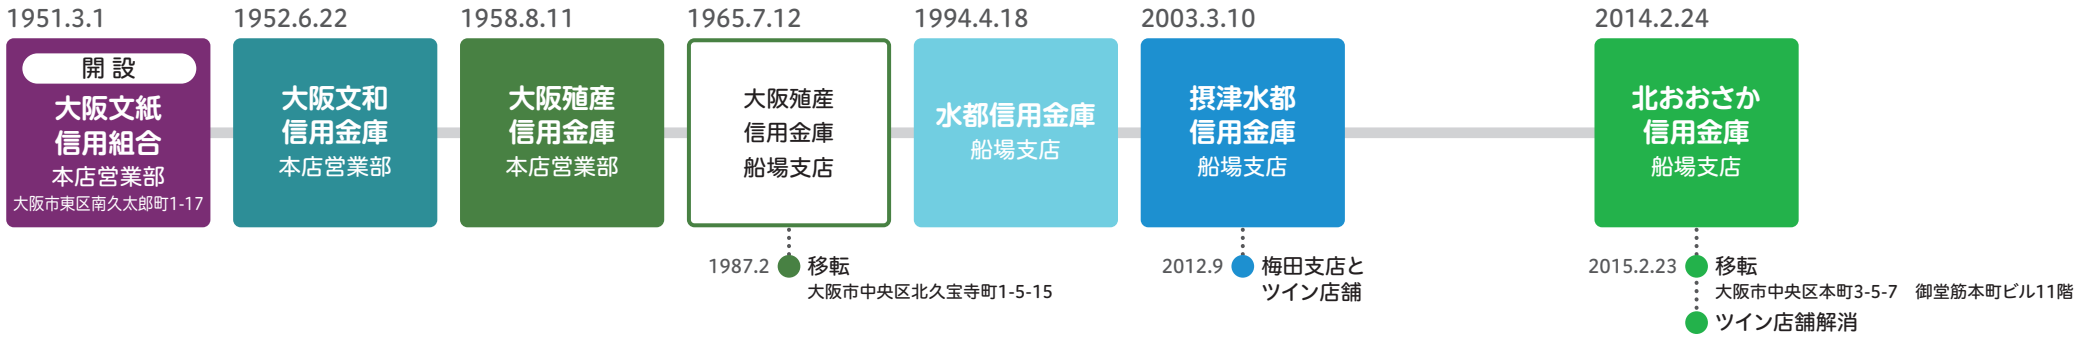 1951.3.1
開設
大阪文紙
信用組合
本店営業部
大阪市東区南久太郎町1-17
1952.6.22
大阪文和
信用金庫
本店営業部
1958.8.11
大阪殖産
信用金庫
本店営業部
1965.7.12
大阪殖産
信用金庫
船場支店
1987.2 移転
大阪市中央区北久宝寺町1-5-15
1994.4.18
水都信用金庫
船場支店
2003.3.10
摂津水都
信用金庫
船場支店
2012.9 梅田支店と
ツイン店舗
2014.2.24
北おおさか
信用金庫
船場支店
2015.2.23 移転
大阪市中央区本町3-5-7 御堂筋本町ビル11階
ツイン店舗解消